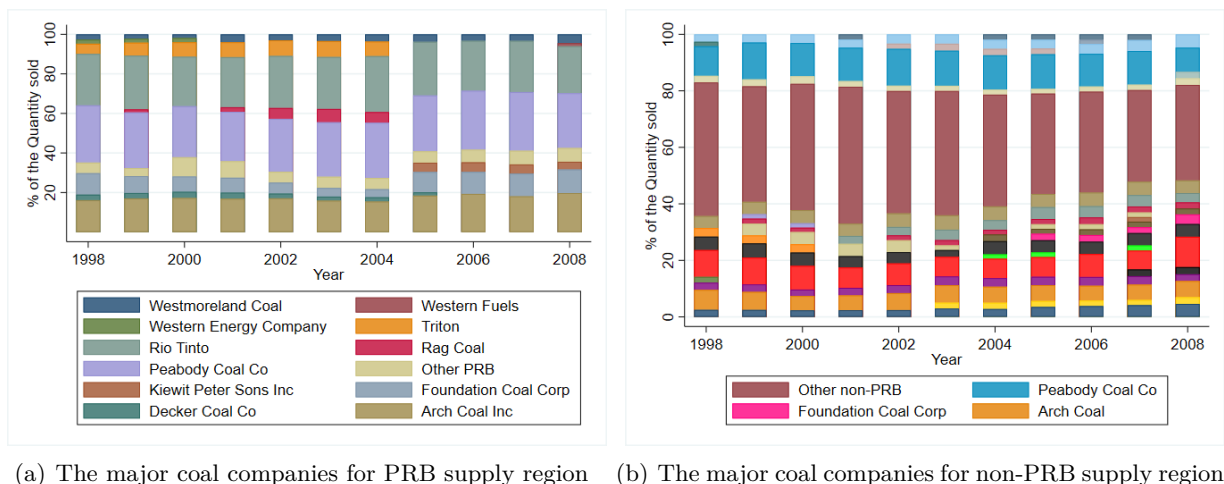 % of the Quantity sold
100
80
60
40
20
1998
2000
2002
2004
2006
2008
Year
Westmoreland Coal
Western Fuels
Western Energy Company
Triton
Rio Tinto
Rag Coal
Peabody Coal Co
Other PRB
Kiewit Peter Sons Inc
Foundation Coal Corp
Decker Coal Co
Arch Coal Inc
(a) The major coal companies for PRB supply region
% of the Quantity sold
100
80
60
40
20
0
1998
2000
2002
2004
2006
2008
Year
Other non-PRB
Peabody Coal Co
Foundation Coal Corp
Arch Coal
(b) The major coal companies for non-PRB supply region